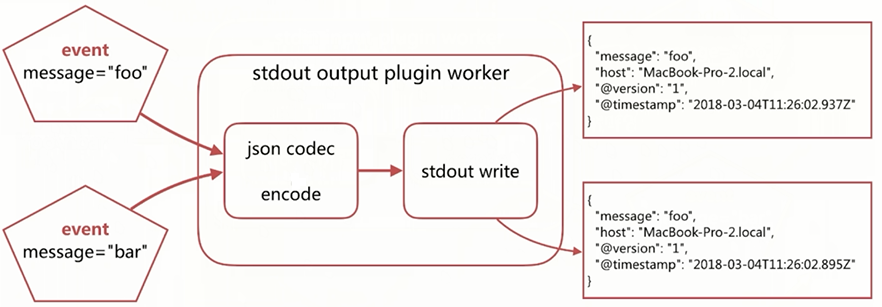 event
message="foo"
stdout output plugin worker
json codec
encode
stdout write
event
message="bar"
{
"message": "foo",
"host": "MacBook-Pro-2.local",
"@version": "1",
"@timestamp": "2018-03-04T11:26:02.937Z"
}
{
"message": "foo",
"host": "MacBook-Pro-2.local",
"@version": "1",
"@timestamp": "2018-03-04T11:26:02.895Z"
}